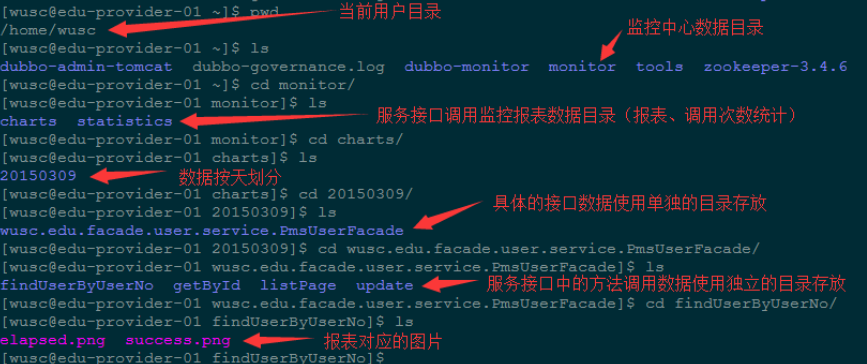 [wusc@edu-provider-01 ~]$ pwd
/home/wusc 当前用户目录
[wusc@edu-provider-01 ~]$ ls 监控中心数据目录
dubbo-admin-tomcat dubbo-governance.log dubbo-monitor monitor tools zookeeper-3.4.6
[wusc@edu-provider-01 ~]$ cd monitor/
[wusc@edu-provider-01 monitor]$ ls
charts statistics 服务接口调用监控报表数据目录（报表、调用次数统计）
[wusc@edu-provider-01 monitor]$ cd charts/
[wusc@edu-provider-01 charts]$ ls
20150309 数据按天划分
[wusc@edu-provider-01 charts]$ cd 20150309/
[wusc@edu-provider-01 20150309]$ ls 具体的接口数据使用单独的目录存放
wusc.edu.facade.user.service.PmsUserFacade
[wusc@edu-provider-01 20150309]$ cd wusc.edu.facade.user.service.PmsUserFacade/
[wusc@edu-provider-01 wusc.edu.facade.user.service.PmsUserFacade]$ ls
findUserByUserNo getById listPage update 服务接口中的方法调用数据使用独立的目录存放
[wusc@edu-provider-01 wusc.edu.facade.user.service.PmsUserFacade]$ cd findUserByUserNo/
[wusc@edu-provider-01 findUserByUserNo]$ ls
elapsed.png success.png 报表对应的图片
[wusc@edu-provider-01 findUserByUserNo]$